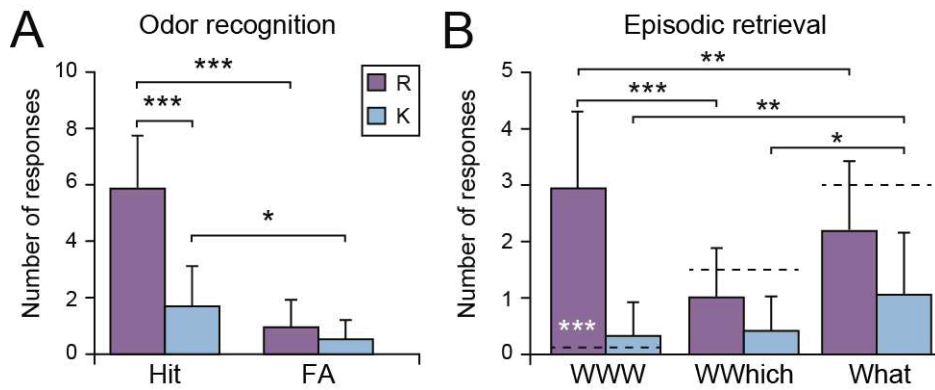 A
Odor recognition
Number of responses
10
8
6
4
2
0
***
***
*
R
K
Hit
FA
B
Episodic retrieval
Number of responses
5
4
3
2
1
0
**
***
**
*
***
WWW
WWhich
What